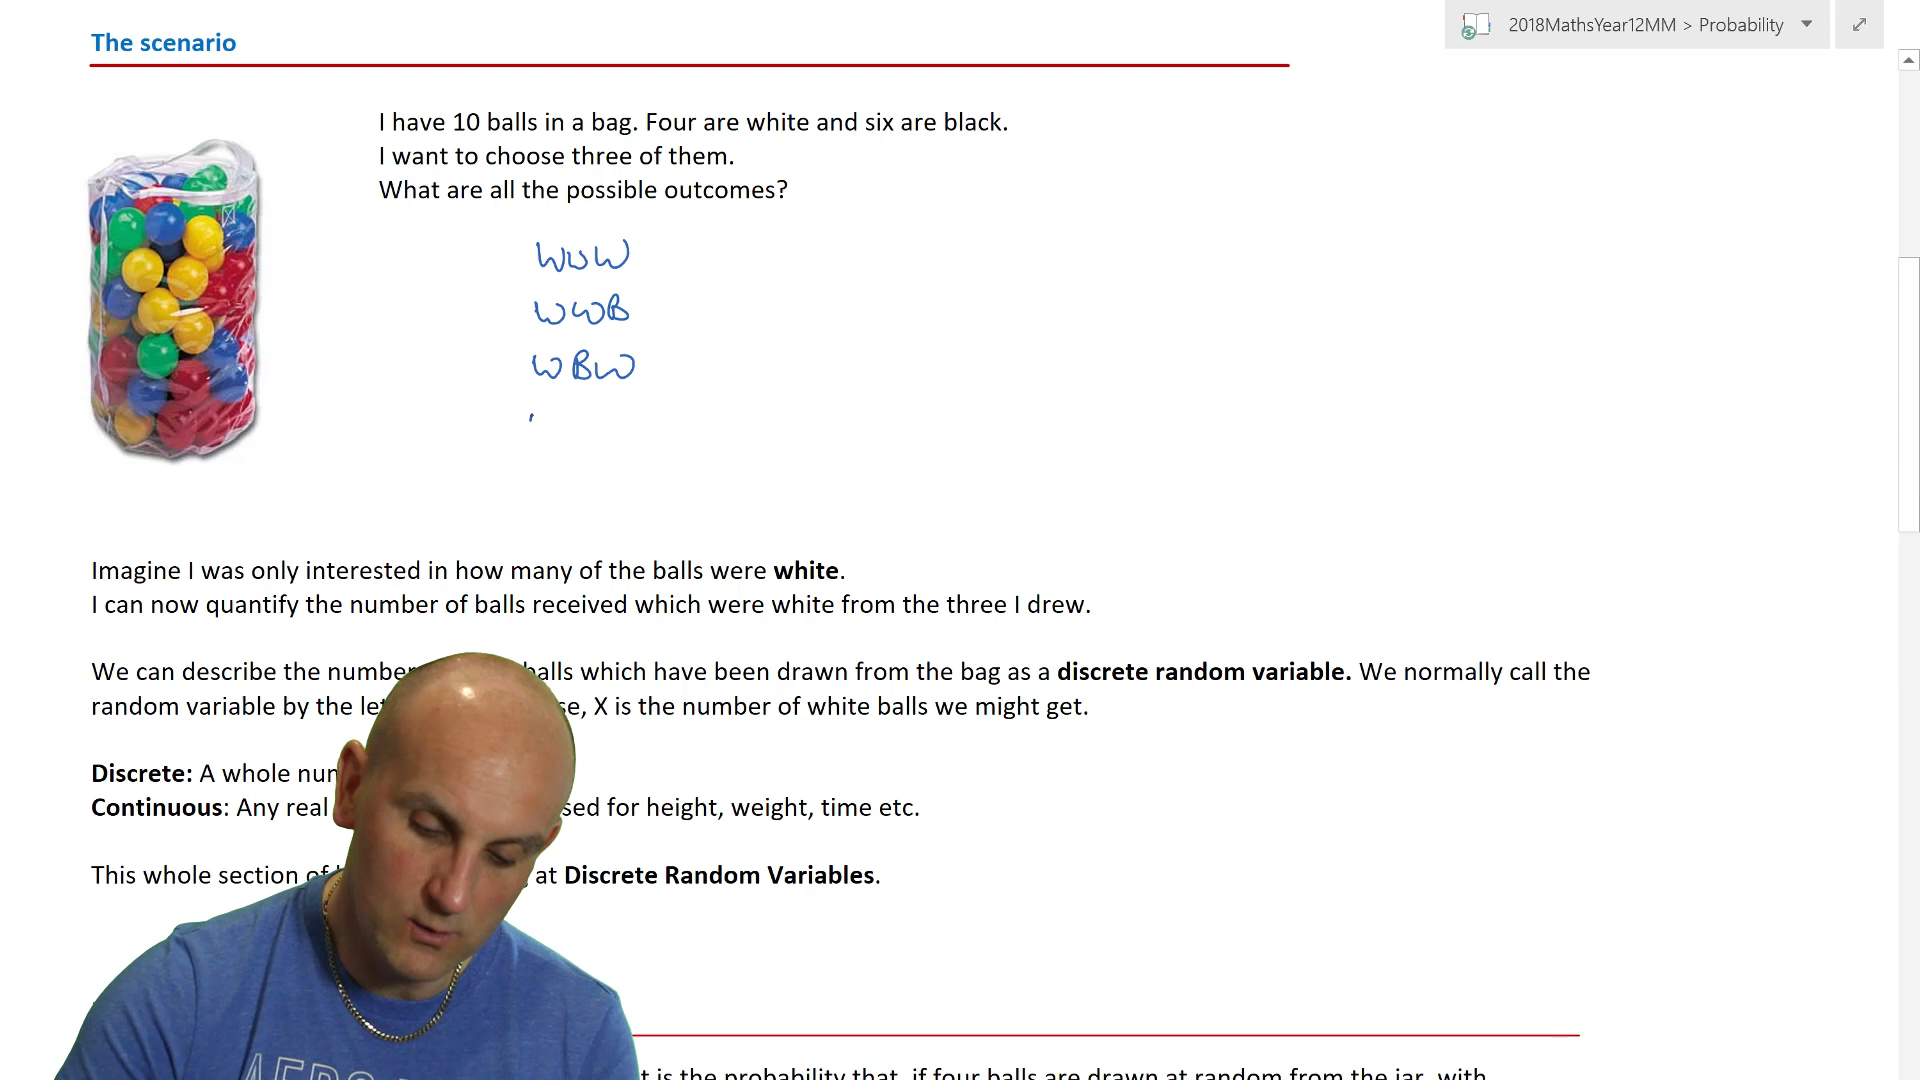 The scenario
2018MathsYear12MM > Probability
I have 10 balls in a bag. Four are white and six are black.
I want to choose three of them.
What are all the possible outcomes?
WWW
WWB
WBW
Imagine I was only interested in how many of the balls were white.
I can now quantify the number of balls received which were white from the three I drew.
We can describe the number balls which have been drawn from the bag as a discrete random variable. We normally call the
random variable by the let se, X is the number of white balls we might get.
Discrete: A whole num
Continuous: Any real sed for height, weight, time etc.
This whole section of at Discrete Random Variables.
t is the probability that, if four balls are drawn at random from the jar, with